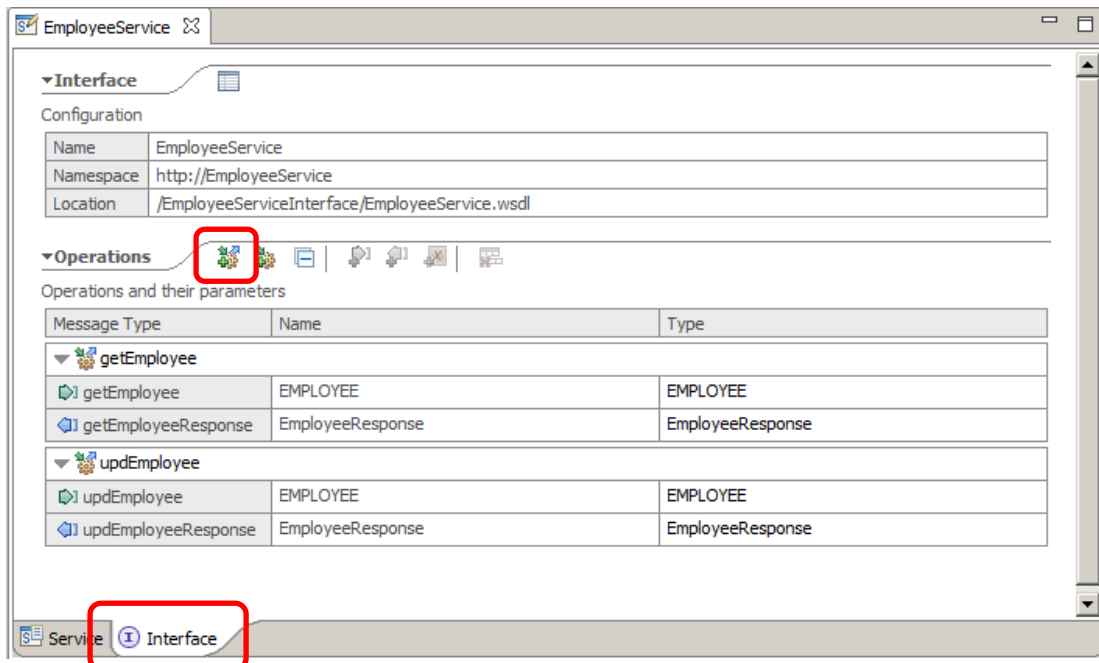 EmployeeService
Interface
Configuration
Name EmployeeService
Namespace http://EmployeeService
Location /EmployeeServiceInterface/EmployeeService.wsdl
Operations
Operations and their parameters
Message Type Name Type
getEmployee
getEmployee EMPLOYEE EMPLOYEE
getEmployeeResponse EmployeeResponse EmployeeResponse
updEmployee
updEmployee EMPLOYEE EMPLOYEE
updEmployeeResponse EmployeeResponse EmployeeResponse
Service Interface